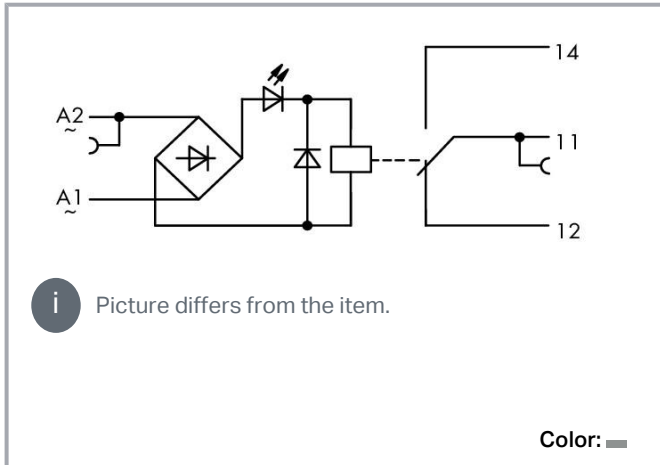 14
A2
~
11
A1
~
12
i Picture differs from the item.
Color: